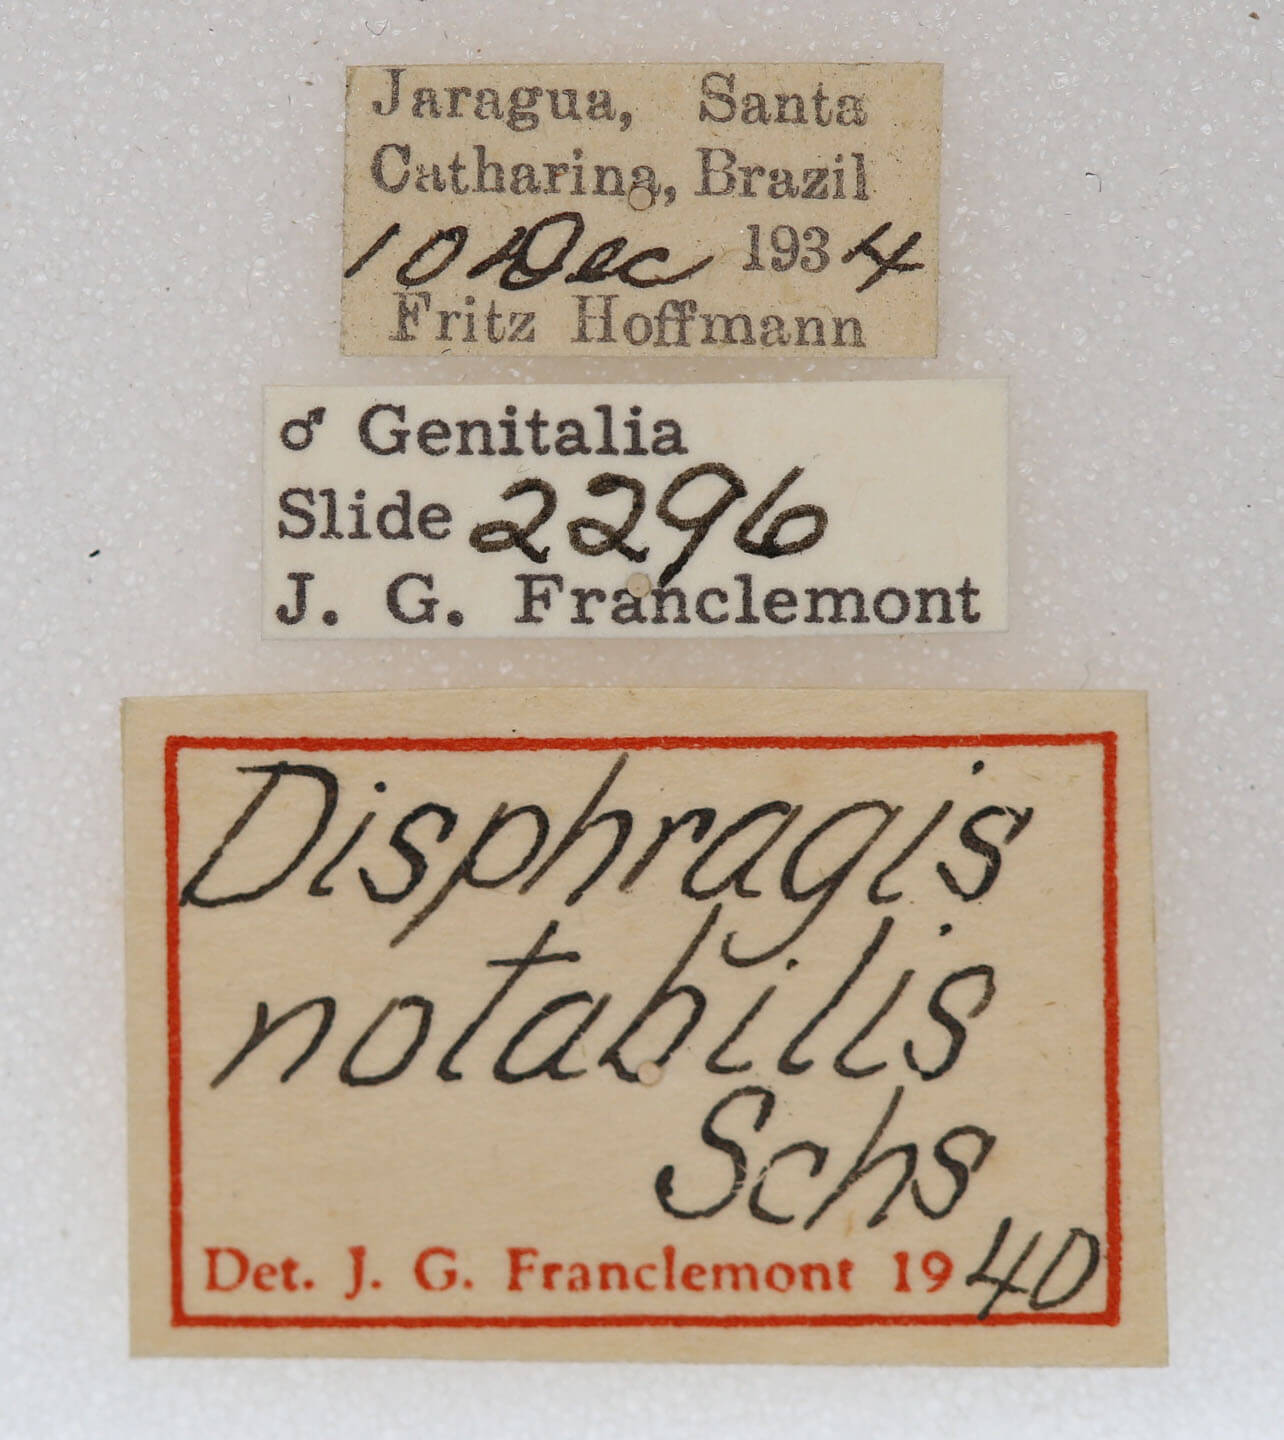 Jaragua, Santa
Catharina, Brazil
10 Dec 1934
Fritz Hoffmann
♂ Genitalia
Slide 2296
J. G. Franclemont
Disphragis
notabilis
Schs
Det. J. G. Franclemont 1940